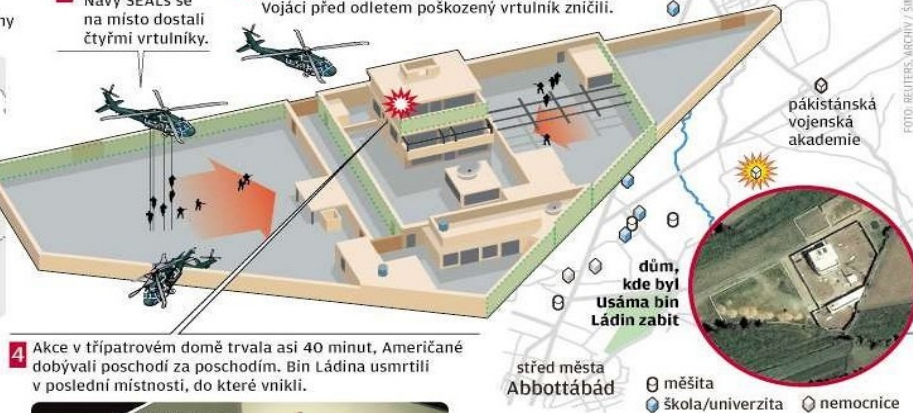 ny
Navy SEALs se
na místo dostali
čtyřmi vrtulníky.
Vojáci před odletem poškozený vrtulník zničili.
FOTO: REUTERS, ARCHIV /
pákistánská
vojenská
akademie
dům,
kde byl
Usáma bin
Ládin zabit
4 Akce v třípatrovém domě trvala asi 40 minut, Američané
dobývali poschodí za poschodím. Bin Ládina usmrtili
v poslední místnosti, do které vnikli.
střed města
Abbottábád
měšita
škola/univerzita
nemocnice